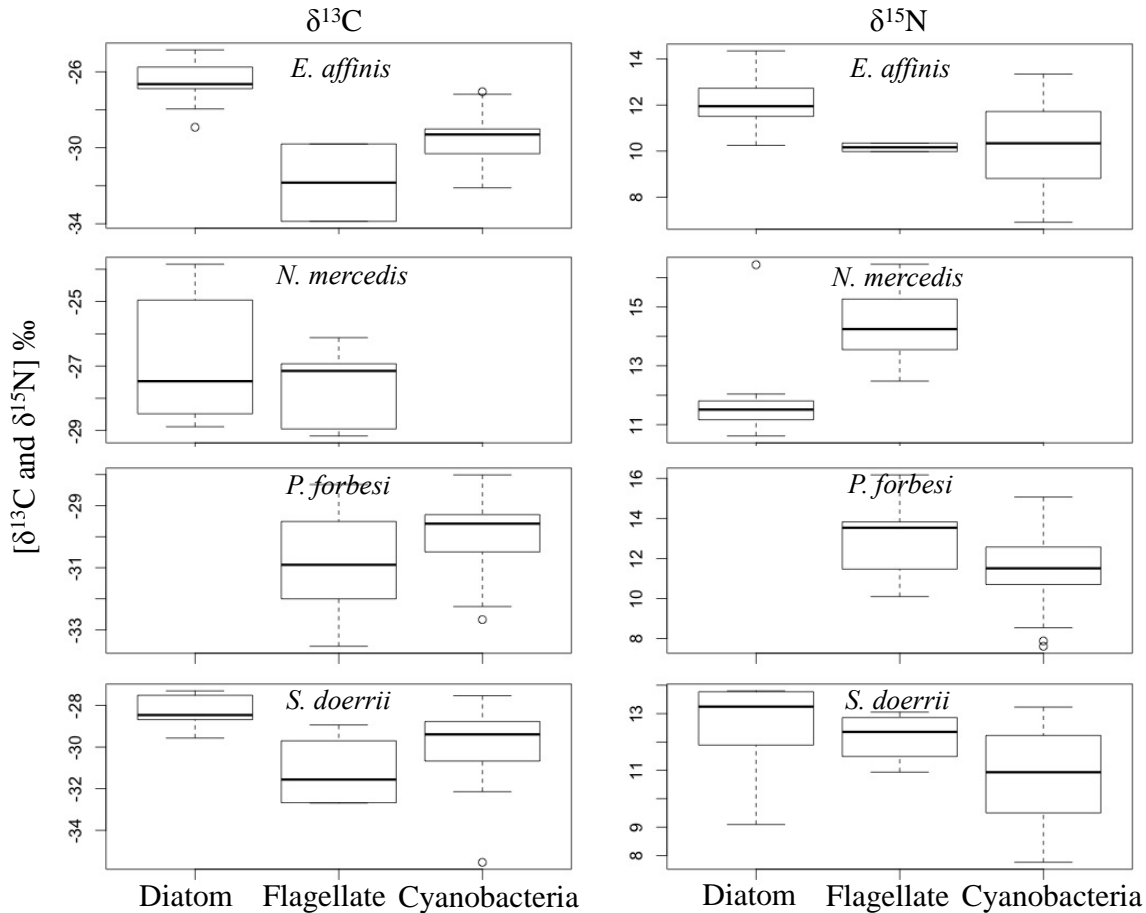 δ¹³C
δ¹⁵N
[δ¹³C and δ¹⁵N] ‰
E. affinis
-26
-30
-34
E. affinis
14
12
10
8
N. mercedis
-25
-27
-29
N. mercedis
15
13
11
P. forbesi
-29
-31
-33
P. forbesi
16
14
12
10
8
S. doerrii
-28
-30
-32
-34
S. doerrii
13
11
9
8
Diatom Flagellate Cyanobacteria
Diatom Flagellate Cyanobacteria